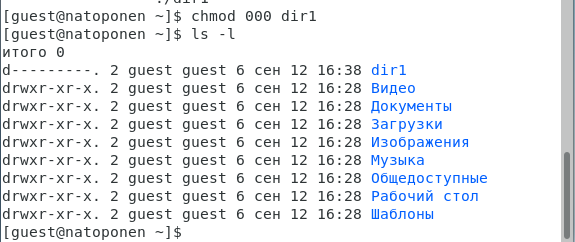 ./dir1
[guest@natoponen ~]$ chmod 000 dir1
[guest@natoponen ~]$ ls -l
итого 0
d---------. 2 guest guest 6 сен 12 16:38 dir1
drwxr-xr-x. 2 guest guest 6 сен 12 16:28 Видео
drwxr-xr-x. 2 guest guest 6 сен 12 16:28 Документы
drwxr-xr-x. 2 guest guest 6 сен 12 16:28 Загрузки
drwxr-xr-x. 2 guest guest 6 сен 12 16:28 Изображения
drwxr-xr-x. 2 guest guest 6 сен 12 16:28 Музыка
drwxr-xr-x. 2 guest guest 6 сен 12 16:28 Общедоступные
drwxr-xr-x. 2 guest guest 6 сен 12 16:28 Рабочий стол
drwxr-xr-x. 2 guest guest 6 сен 12 16:28 Шаблоны
[guest@natoponen ~]$